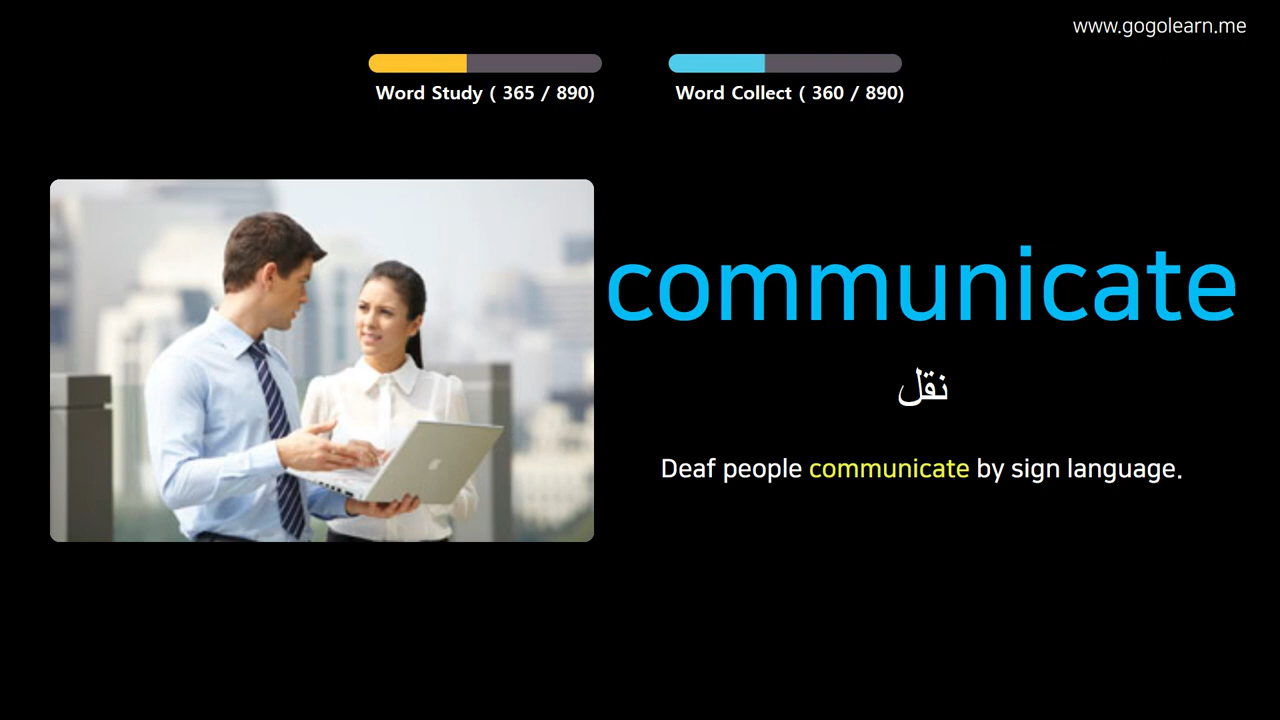 www.gogolearn.me
Word Study ( 365 / 890)
Word Collect ( 360 / 890)
communicate
نقل
Deaf people communicate by sign language.